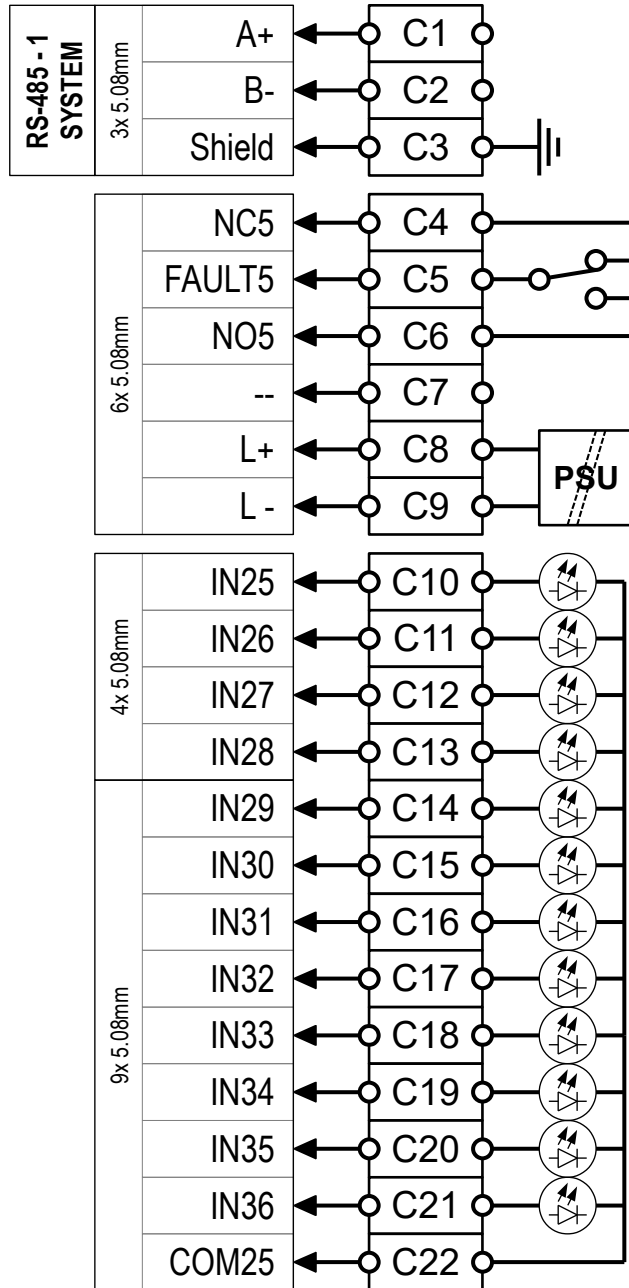 RS-485 - 1
SYSTEM
3x 5.08mm
A+ C1
B- C2
Shield C3
6x 5.08mm
NC5 C4
FAULT5 C5
NO5 C6
-- C7
L+ C8
L - C9
PSU
4x 5.08mm
IN25 C10
IN26 C11
IN27 C12
IN28 C13
9x 5.08mm
IN29 C14
IN30 C15
IN31 C16
IN32 C17
IN33 C18
IN34 C19
IN35 C20
IN36 C21
COM25 C22